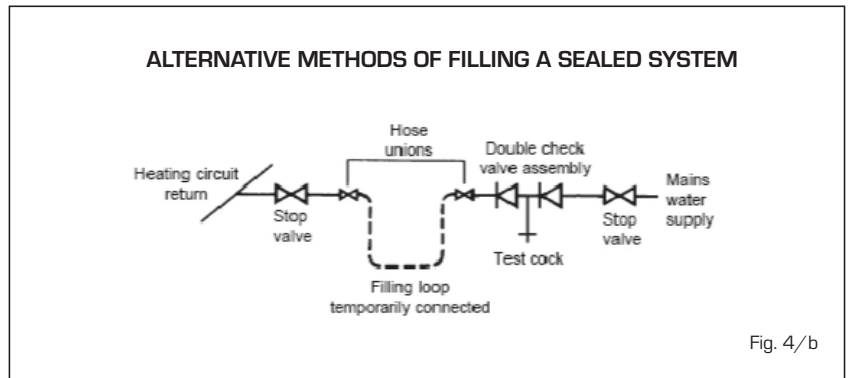 ALTERNATIVE METHODS OF FILLING A SEALED SYSTEM
Hose
unions
Double check
valve assembly
Heating circuit
return
Mains
water
supply
Stop
valve
Stop
valve
Test cock
Filling loop
temporarily connected
Fig. 4/b